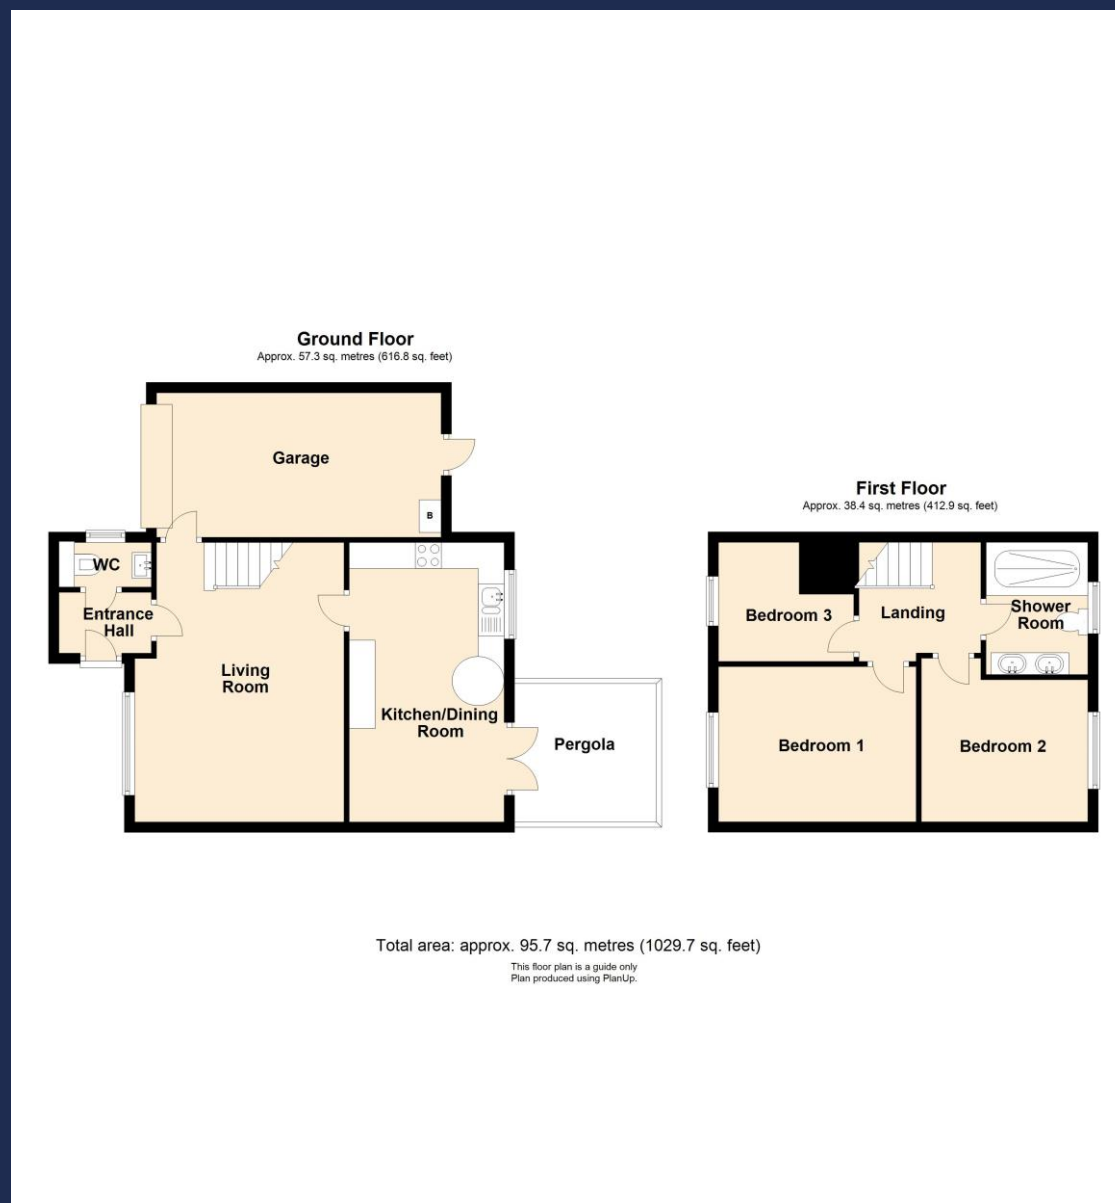 Ground Floor
Approx. 57.3 sq. metres (616.8 sq. feet)
Garage
B
WC
Entrance
Hall
Living
Room
Kitchen/Dining
Room
Pergola
First Floor
Approx. 38.4 sq. metres (412.9 sq. feet)
Bedroom 3
Landing
Shower
Room
Bedroom 1
Bedroom 2
Total area: approx. 95.7 sq. metres (1029.7 sq. feet)
This floor plan is a guide only
Plan produced using PlanUp.